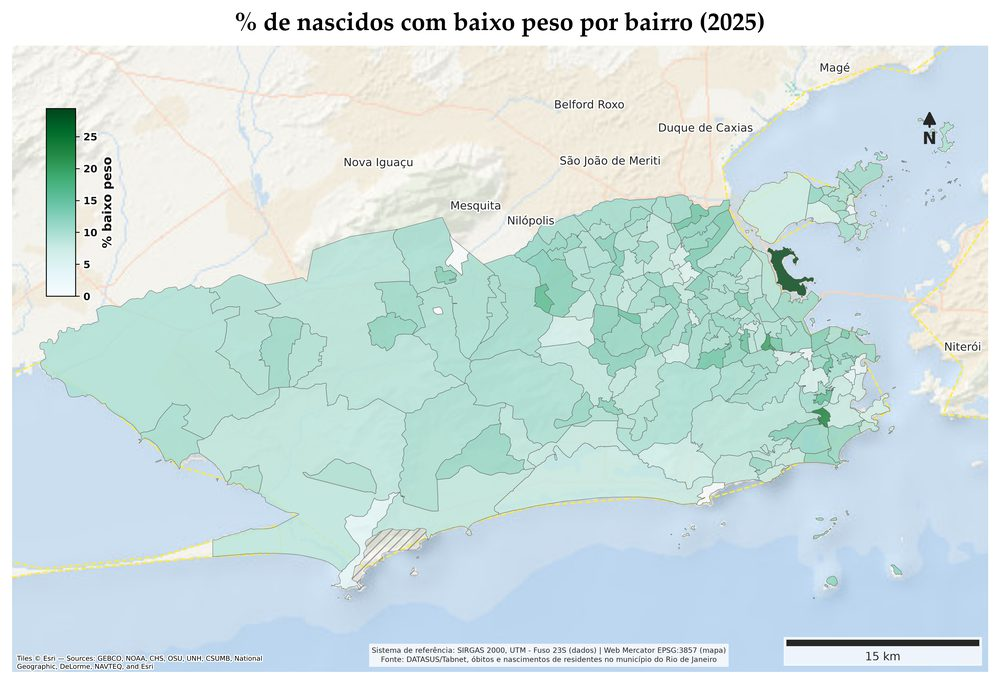 % de nascidos com baixo peso por bairro (2025)
Magé
Belford Roxo
Duque de Caxias
N
São João de Meriti
Nova Iguaçu
Mesquita
Nilópolis
25
20
15
10
5
0
% baixo peso
Niterói
15 km
Sistema de referência: SIRGAS 2000, UTM - Fuso 23S (dados) | Web Mercator EPSG:3857 (mapa)
Fonte: DATASUS/Tabnet, óbitos e nascimentos de residentes no município do Rio de Janeiro
Tiles © Esri — Sources: GEBCO, NOAA, CHS, OSU, UNH, CSUMB, National
Geographic, DeLorme, NAVTEQ, and Esri